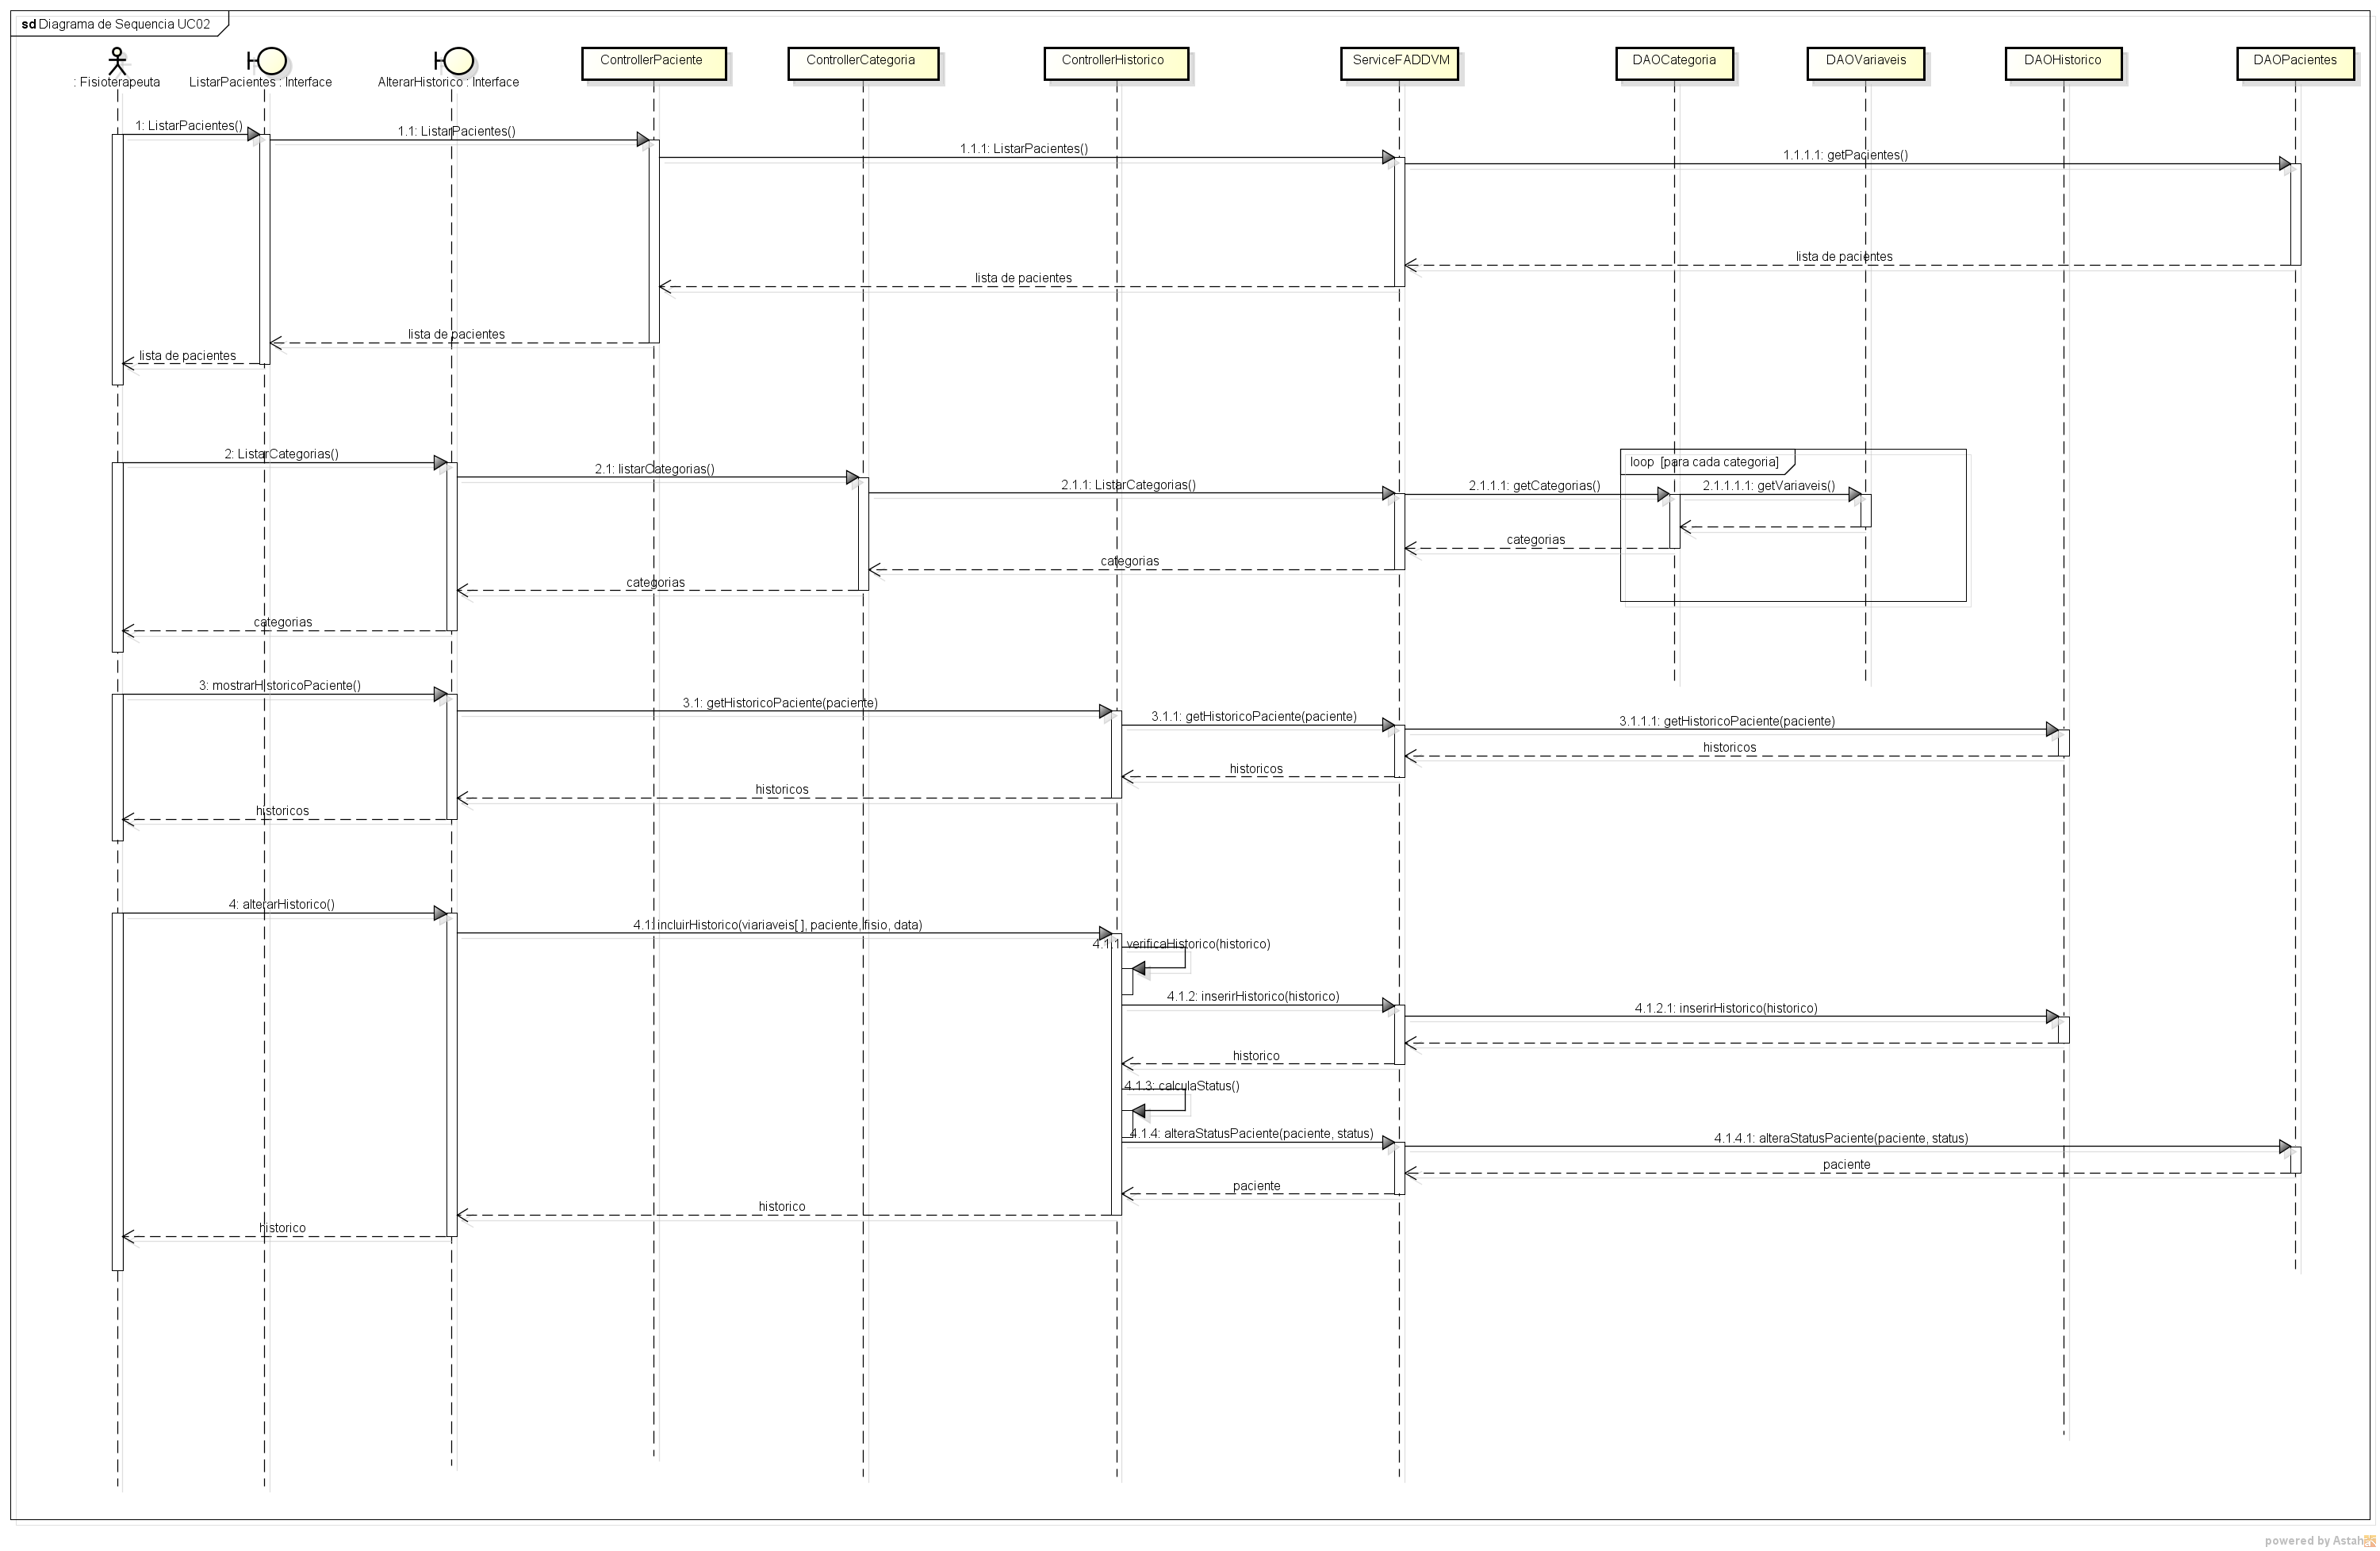 sd Diagrama de Sequencia UC02
: Fisioterapeuta
ListarPacientes : Interface
AlterarHistorico : Interface
ControllerPaciente
ControllerCategoria
ControllerHistorico
ServiceFADDVM
DAOCategoria
DAOVariaveis
DAOHistorico
DAOPacientes
1: ListarPacientes()
1.1: ListarPacientes()
1.1.1: ListarPacientes()
1.1.1.1: getPacientes()
lista de pacientes
lista de pacientes
lista de pacientes
lista de pacientes
2: ListarCategorias()
2.1: listarCategorias()
2.1.1: ListarCategorias()
loop [para cada categoria]
2.1.1.1: getCategorias()
2.1.1.1.1: getVariaveis()
categorias
categorias
categorias
categorias
3: mostrarHistoricoPaciente()
3.1: getHistoricoPaciente(paciente)
3.1.1: getHistoricoPaciente(paciente)
3.1.1.1: getHistoricoPaciente(paciente)
historicos
historicos
historicos
historicos
4: alterarHistorico()
4.1: incluirHistorico(viariaveis[ ], paciente, fisio, data)
4.1.1: verificaHistorico(historico)
4.1.2: inserirHistorico(historico)
4.1.2.1: inserirHistorico(historico)
historico
4.1.3: calculaStatus()
4.1.4: alteraStatusPaciente(paciente, status)
4.1.4.1: alteraStatusPaciente(paciente, status)
paciente
paciente
historico
historico
powered by Astah